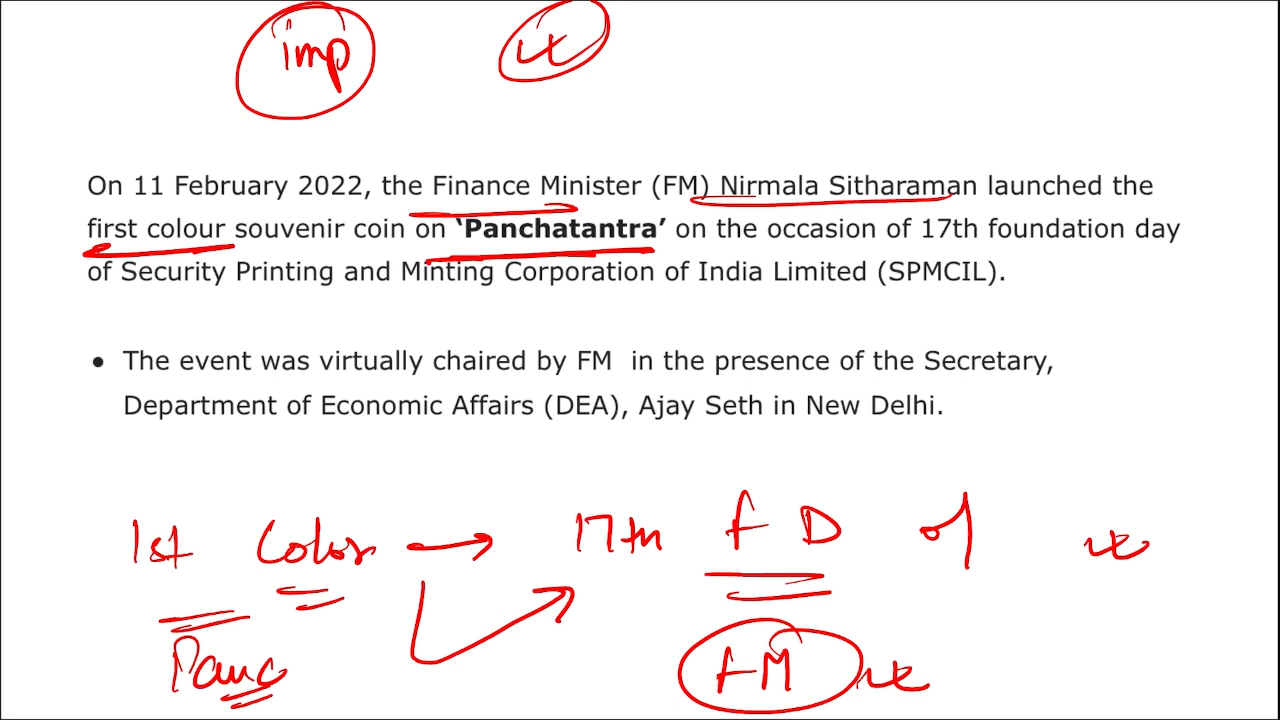 imp
On 11 February 2022, the Finance Minister (FM) Nirmala Sitharaman launched the
first colour souvenir coin on ‘Panchatantra’ on the occasion of 17th foundation day
of Security Printing and Minting Corporation of India Limited (SPMCIL).
● The event was virtually chaired by FM in the presence of the Secretary,
Department of Economic Affairs (DEA), Ajay Seth in New Delhi.
1st Color → 17th f D of
Panc FM